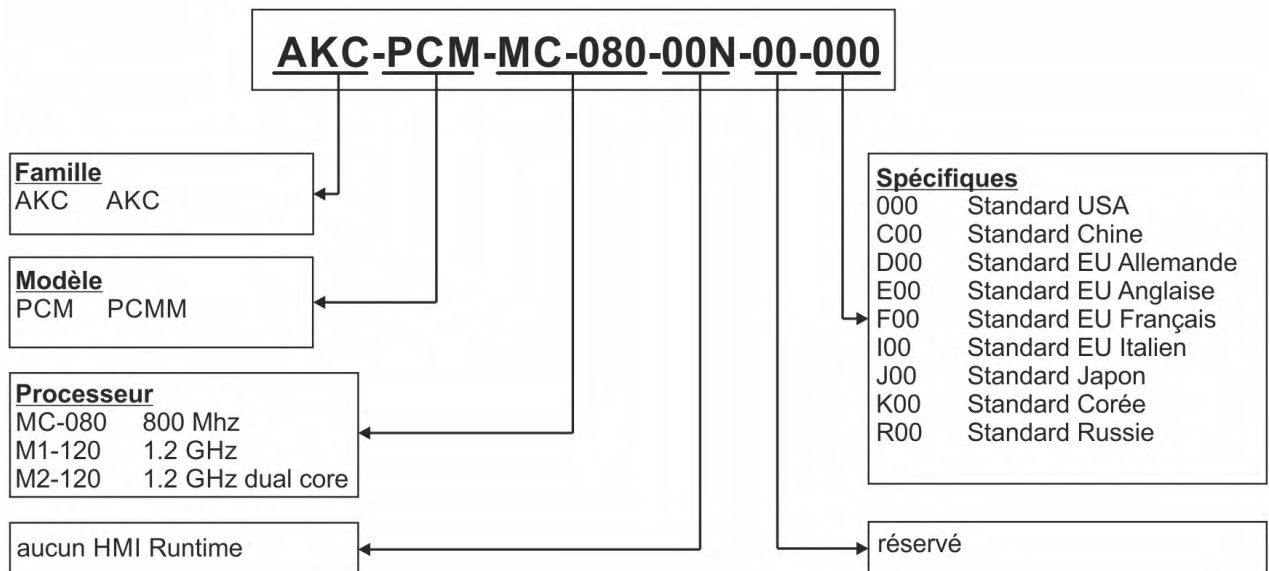 AKC-PCM-MC-080-00N-00-000
Famille
AKC AKC
Modèle
PCM PCMM
Processeur
MC-080 800 Mhz
M1-120 1.2 GHz
M2-120 1.2 GHz dual core
aucun HMI Runtime
Spécifiques
000 Standard USA
C00 Standard Chine
D00 Standard EU Allemande
E00 Standard EU Anglaise
F00 Standard EU Français
I00 Standard EU Italien
J00 Standard Japon
K00 Standard Corée
R00 Standard Russie
réservé